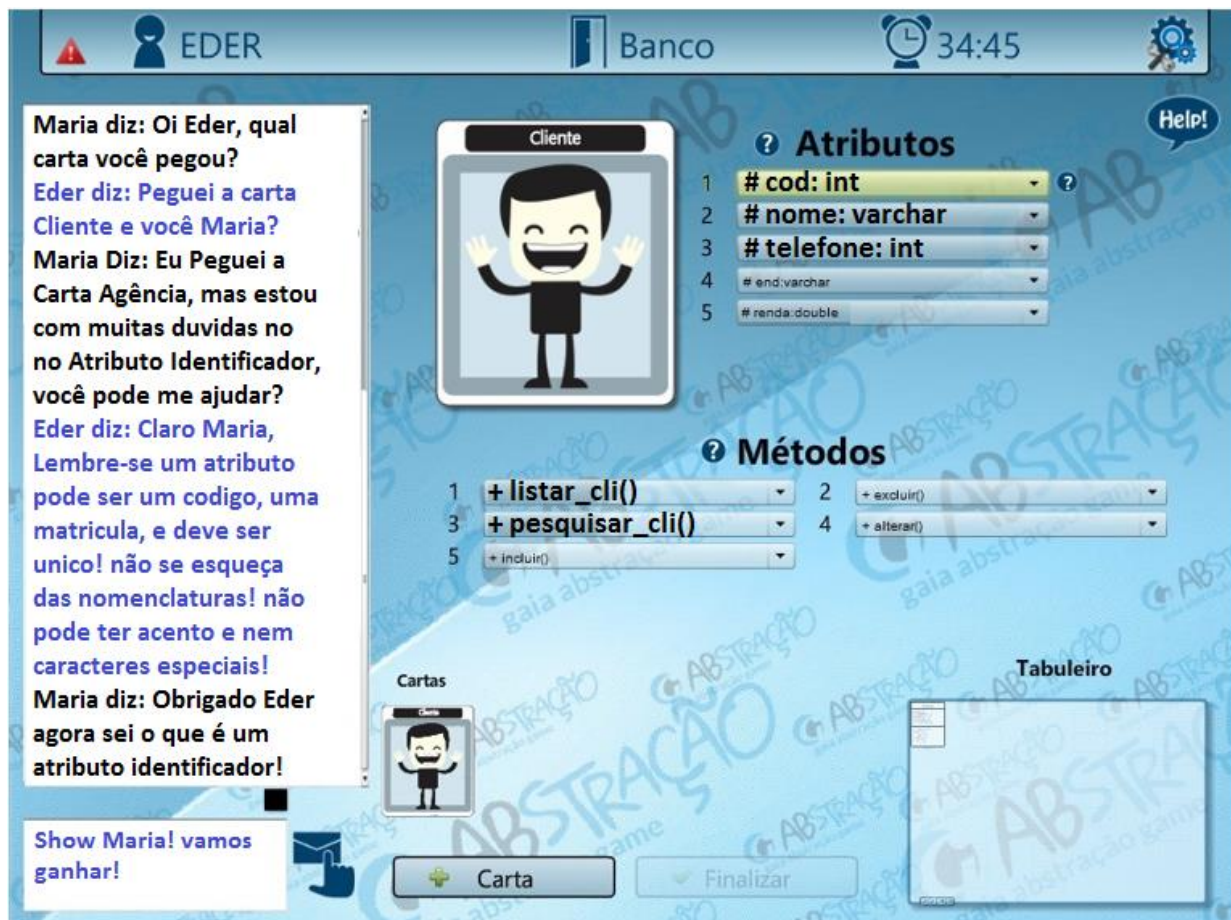 EDER
Banco
34:45
Maria diz: Oi Eder, qual
carta você pegou?
Eder diz: Peguei a carta
Cliente e você Maria?
Maria Diz: Eu Peguei a
Carta Agência, mas estou
com muitas duvidas no
no Atributo Identificador,
você pode me ajudar?
Eder diz: Claro Maria,
Lembre-se um atributo
pode ser um codigo, uma
matricula, e deve ser
unico! não se esqueça
das nomenclaturas! não
pode ter acento e nem
caracteres especiais!
Maria diz: Obrigado Eder
agora sei o que é um
atributo identificador!
Show Maria! vamos
ganhar!
Help!
Cliente
? Atributos
1 # cod: int ?
2 # nome: varchar
3 # telefone: int
4 # end:varchar
5 # renda:double
? Métodos
1 + listar_cli()
2 + excluir()
3 + pesquisar_cli()
4 + alterar()
5 + incluir()
Cartas
Cliente
Tabuleiro
Carta
Finalizar
ABSTRAÇÃO
gaia abstração game